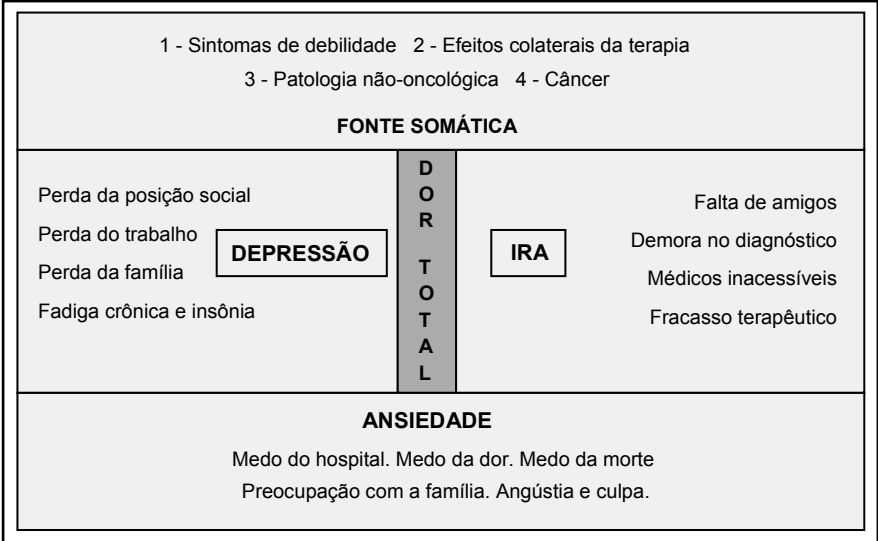 1 - Sintomas de debilidade 2 - Efeitos colaterais da terapia
3 - Patologia não-oncológica 4 - Câncer
FONTE SOMÁTICA
Perda da posição social
Perda do trabalho
Perda da família
Fadiga crônica e insônia
DEPRESSÃO
D
O
R
T
O
T
A
L
IRA
Falta de amigos
Demora no diagnóstico
Médicos inacessíveis
Fracasso terapêutico
ANSIEDADE
Medo do hospital. Medo da dor. Medo da morte
Preocupação com a família. Angústia e culpa.